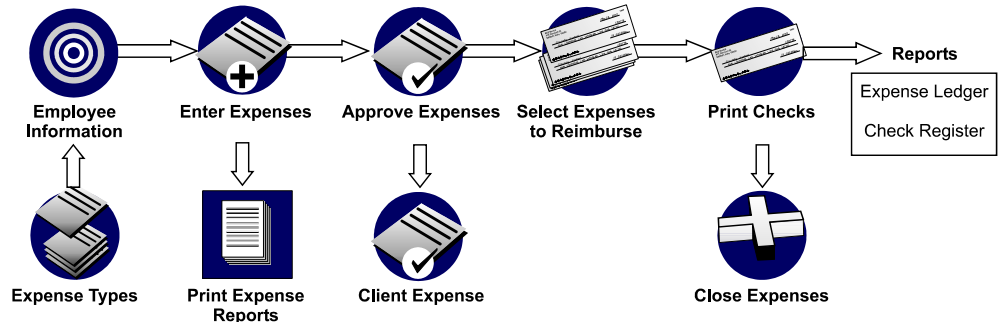 Reports
Expense Ledger
Check Register
Employee
Information
Enter Expenses
Approve Expenses
Select Expenses
to Reimburse
Print Checks
Expense Types
Print Expense
Reports
Client Expense
Close Expenses